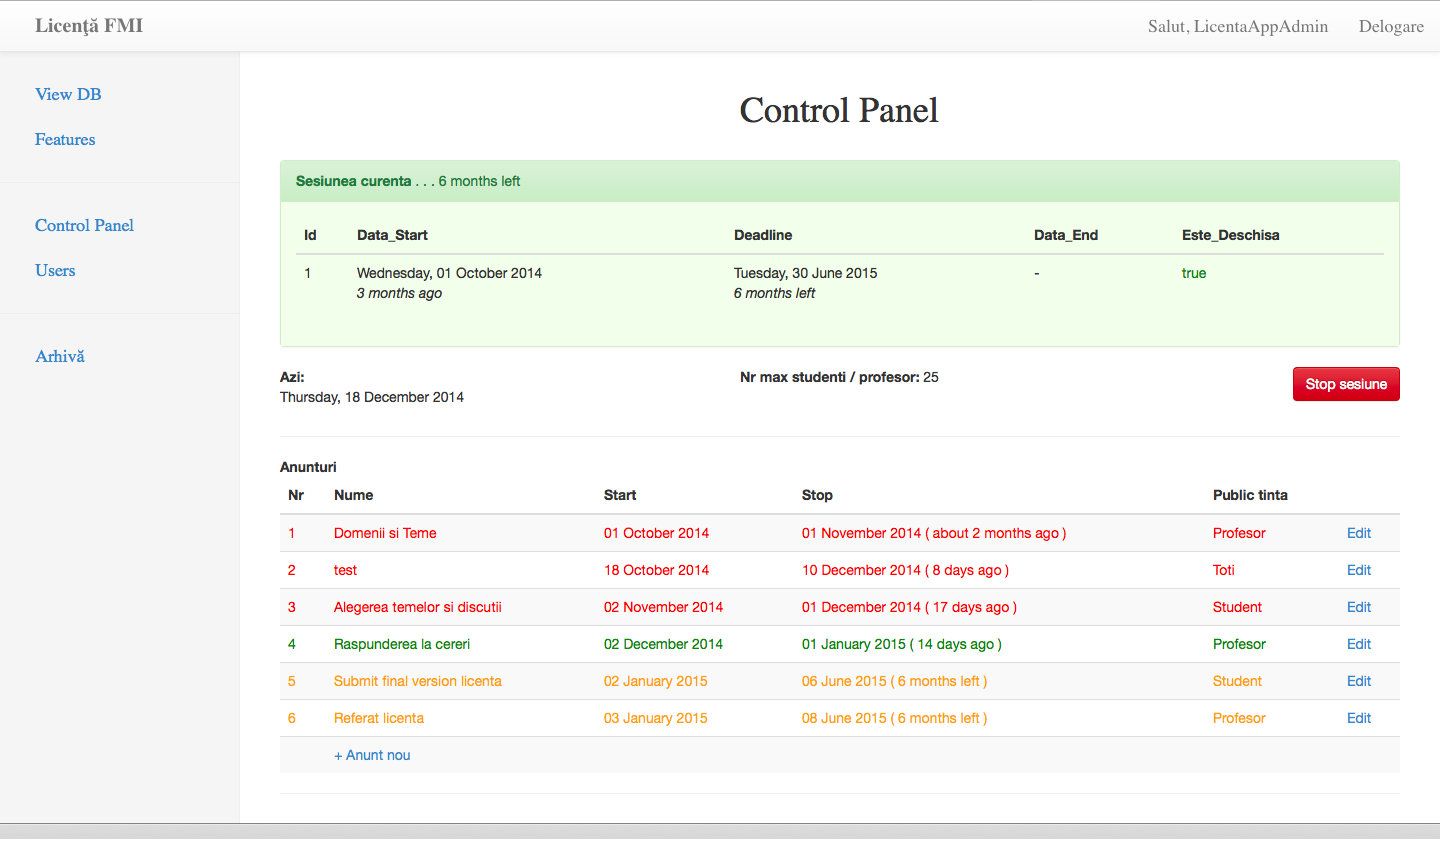 Licenţă FMI
Salut, LicentaAppAdmin Delogare
View DB
Features
Control Panel
Users
Arhivă
Control Panel
Sesiunea curenta . . . 6 months left
Id Data_Start Deadline Data_End Este_Deschisa
1 Wednesday, 01 October 2014 Tuesday, 30 June 2015 - true
3 months ago 6 months left
Azi:
Thursday, 18 December 2014
Nr max studenti / profesor: 25
Stop sesiune
Anunturi
Nr Nume Start Stop Public tinta
1 Domenii si Teme 01 October 2014 01 November 2014 ( about 2 months ago ) Profesor Edit
2 test 18 October 2014 10 December 2014 ( 8 days ago ) Toti Edit
3 Alegerea temelor si discutii 02 November 2014 01 December 2014 ( 17 days ago ) Student Edit
4 Raspunderea la cereri 02 December 2014 01 January 2015 ( 14 days ago ) Profesor Edit
5 Submit final version licenta 02 January 2015 06 June 2015 ( 6 months left ) Student Edit
6 Referat licenta 03 January 2015 08 June 2015 ( 6 months left ) Profesor Edit
+ Anunt nou